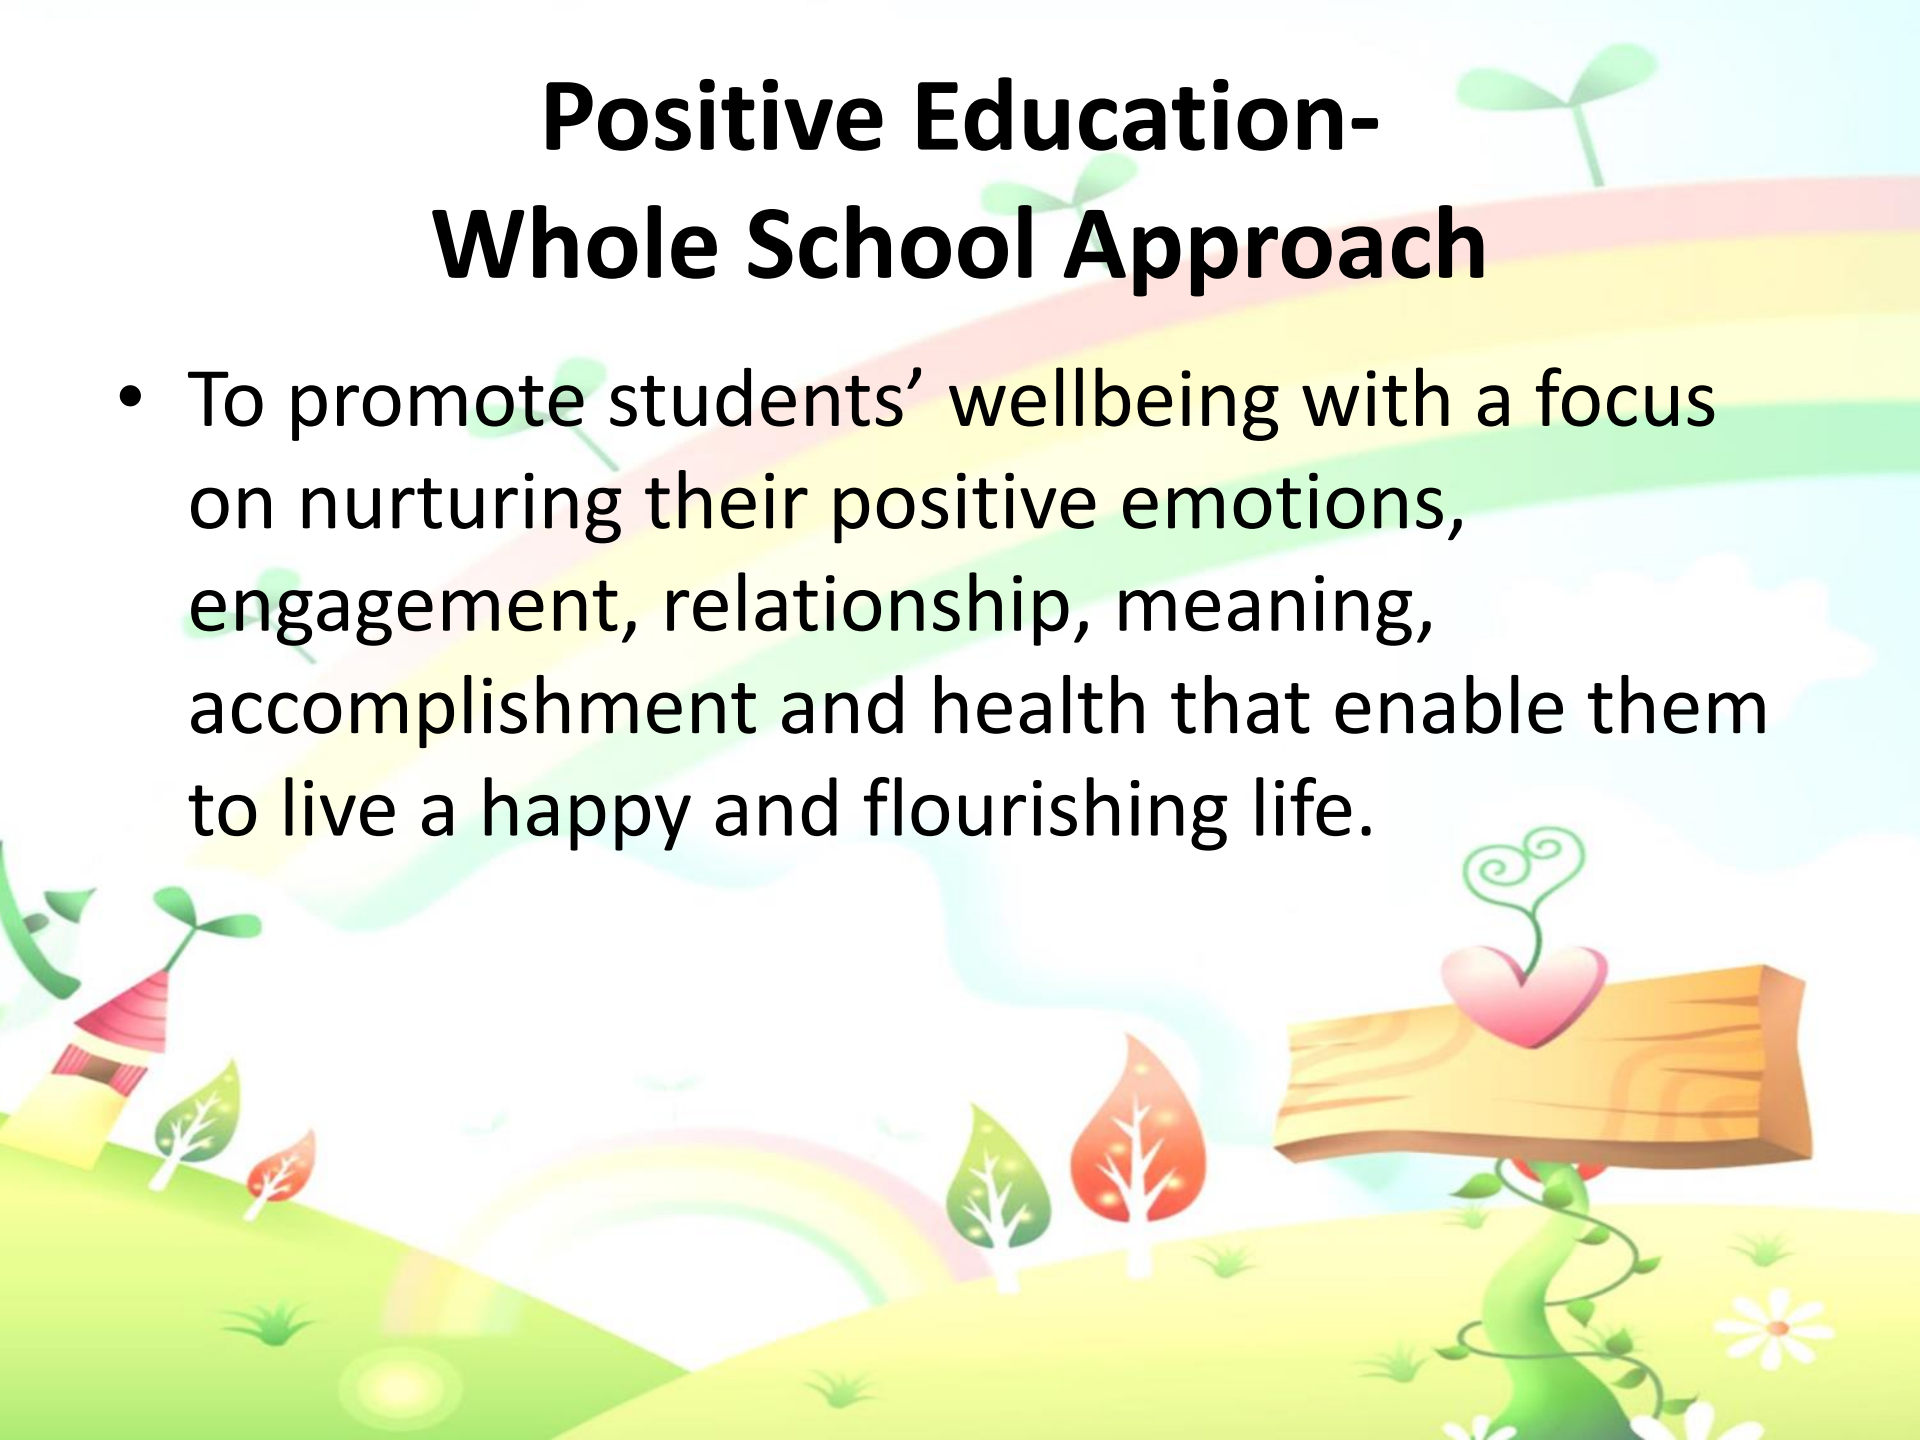 Positive Education-
Whole School Approach
• To promote students’ wellbeing with a focus
on nurturing their positive emotions,
engagement, relationship, meaning,
accomplishment and health that enable them
to live a happy and flourishing life.